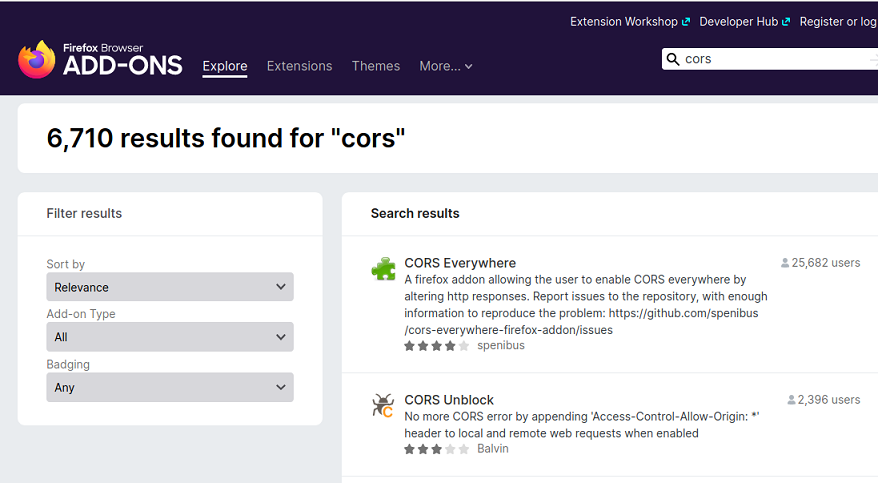 Extension Workshop Developer Hub Register or log
Firefox Browser
ADD-ONS Explore Extensions Themes More... cors
6,710 results found for "cors"
Filter results
Sort by
Relevance
Add-on Type
All
Badging
Any
Search results
CORS Everywhere 25,682 users
A firefox addon allowing the user to enable CORS everywhere by
altering http responses. Report issues to the repository, with enough
information to reproduce the problem: https://github.com/spenibus
/cors-everywhere-firefox-addon/issues
spenibus
CORS Unblock 2,396 users
No more CORS error by appending 'Access-Control-Allow-Origin: *'
header to local and remote web requests when enabled
Balvin